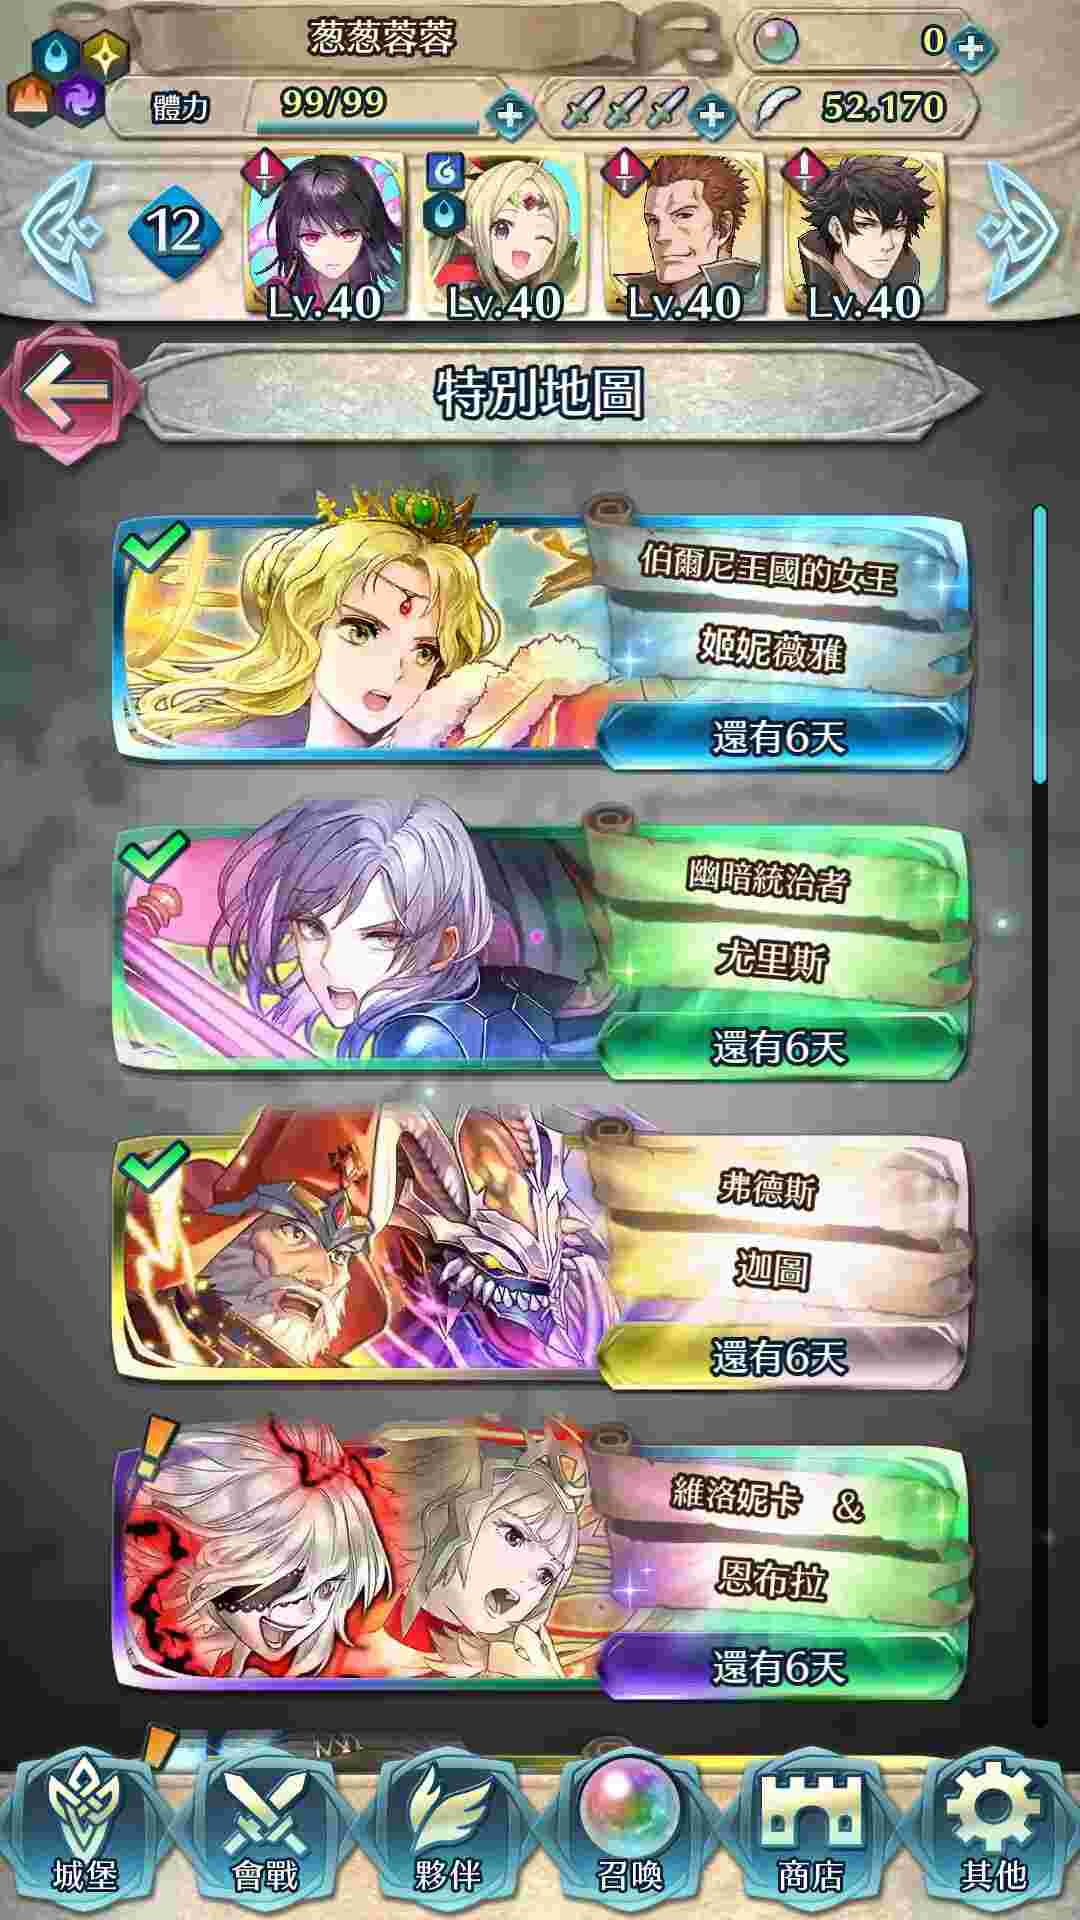 葱葱蓉蓉
0
體力
99/99
52,170
12
Lv.40
Lv.40
Lv.40
Lv.40
特別地圖
伯爾尼王國的女王
姬妮薇雅
還有6天
幽暗統治者
尤里斯
還有6天
弗德斯
迦圖
還有6天
維洛妮卡 &
恩布拉
還有6天
城堡
會戰
夥伴
召喚
商店
其他